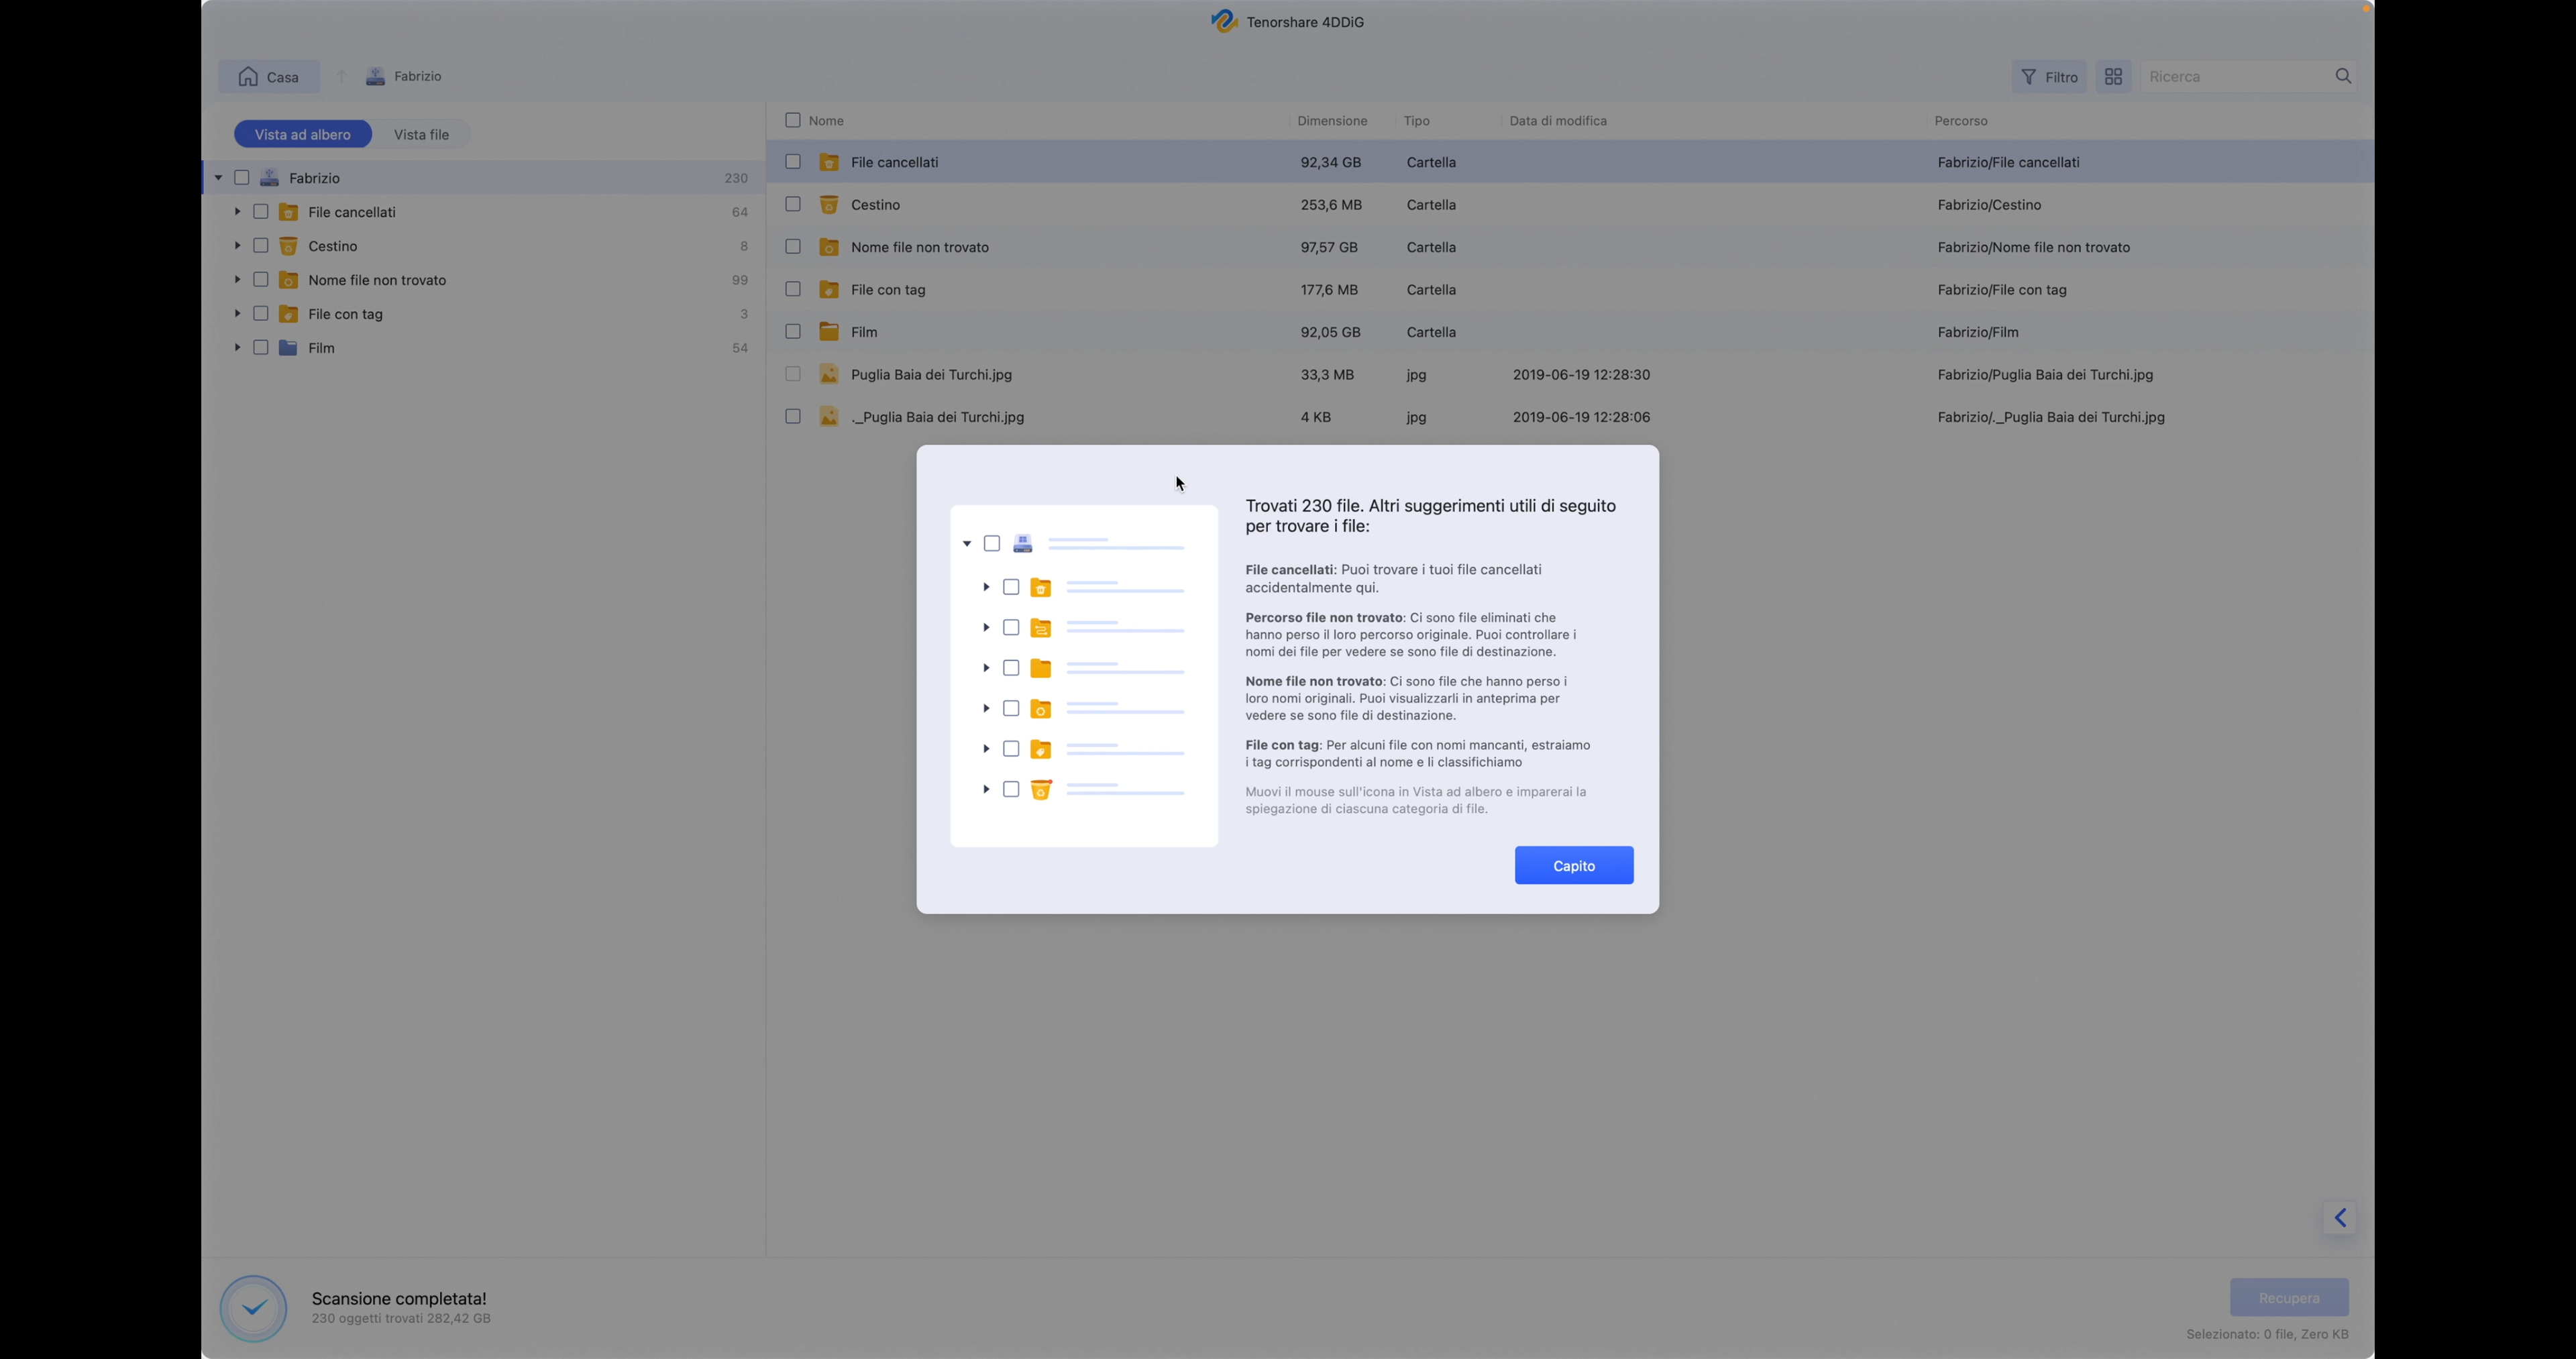 Tenorshare 4DDiG
Casa
Fabrizio
Filtro
Ricerca
Vista ad albero
Vista file
Fabrizio 230
File cancellati 64
Cestino 8
Nome file non trovato 99
File con tag 3
Film 54
Nome Dimensione Tipo Data di modifica Percorso
File cancellati 92,34 GB Cartella Fabrizio/File cancellati
Cestino 253,6 MB Cartella Fabrizio/Cestino
Nome file non trovato 97,57 GB Cartella Fabrizio/Nome file non trovato
File con tag 177,6 MB Cartella Fabrizio/File con tag
Film 92,05 GB Cartella Fabrizio/Film
Puglia Baia dei Turchi.jpg 33,3 MB jpg 2019-06-19 12:28:30 Fabrizio/Puglia Baia dei Turchi.jpg
._Puglia Baia dei Turchi.jpg 4 KB jpg 2019-06-19 12:28:06 Fabrizio/._Puglia Baia dei Turchi.jpg
Trovati 230 file. Altri suggerimenti utili di seguito
per trovare i file:
File cancellati: Puoi trovare i tuoi file cancellati
accidentalmente qui.
Percorso file non trovato: Ci sono file eliminati che
hanno perso il loro percorso originale. Puoi controllare i
nomi dei file per vedere se sono file di destinazione.
Nome file non trovato: Ci sono file che hanno perso i
loro nomi originali. Puoi visualizzarli in anteprima per
vedere se sono file di destinazione.
File con tag: Per alcuni file con nomi mancanti, estraiamo
i tag corrispondenti al nome e li classifichiamo
Muovi il mouse sull'icona in Vista ad albero e imparerai la
spiegazione di ciascuna categoria di file.
Capito
Scansione completata!
230 oggetti trovati 282,42 GB
Recupera
Selezionato: 0 file, Zero KB